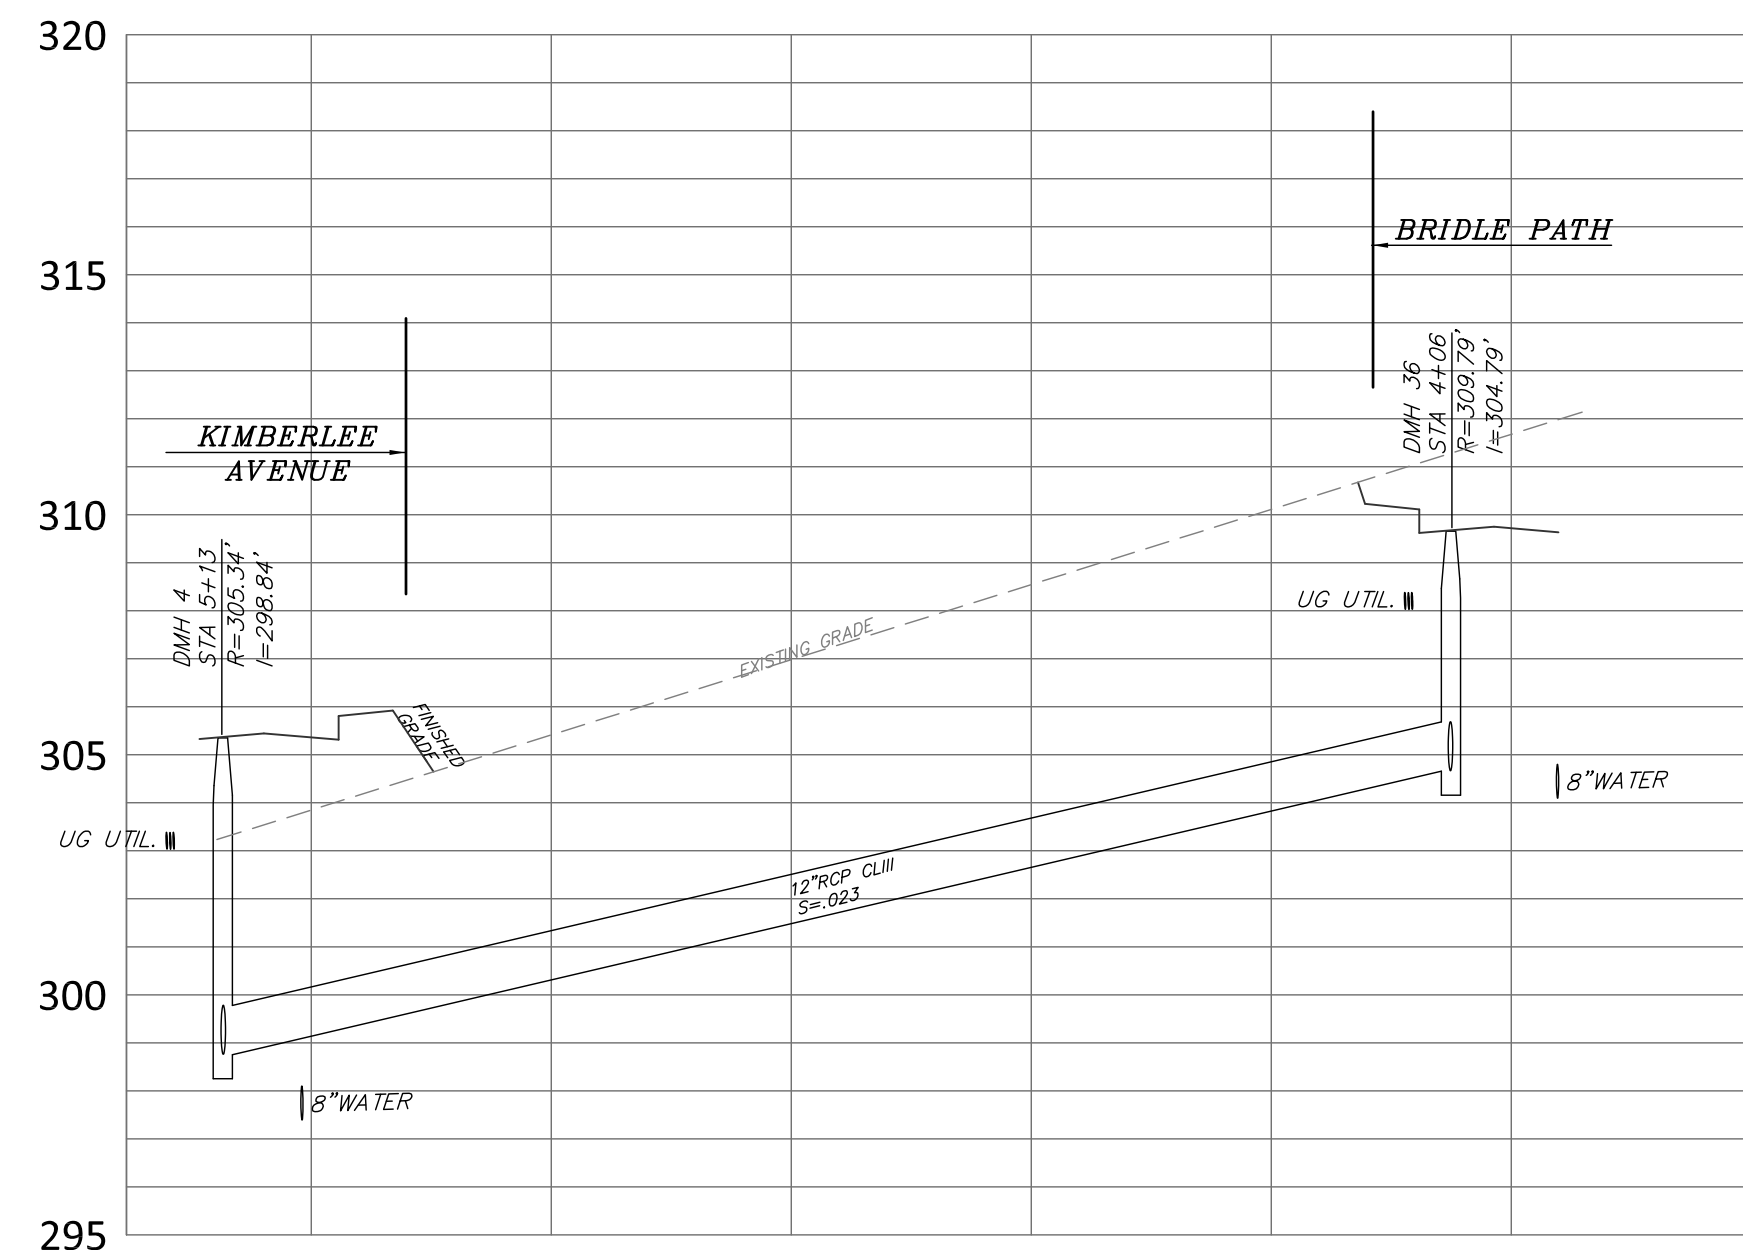 320
315
310
305
300
295
BRIDLE PATH
KIMBERLEE
AVENUE
DMH 36
STA 4+06
R=309.79'
I=304.79'
DMH 4
STA 5+13
R=305.34'
I=298.84'
UG UTIL.
EXISTING GRADE
FINISHED
GRADE
8"WATER
UG UTIL.
12"RCP CLIII
S=.023
8"WATER